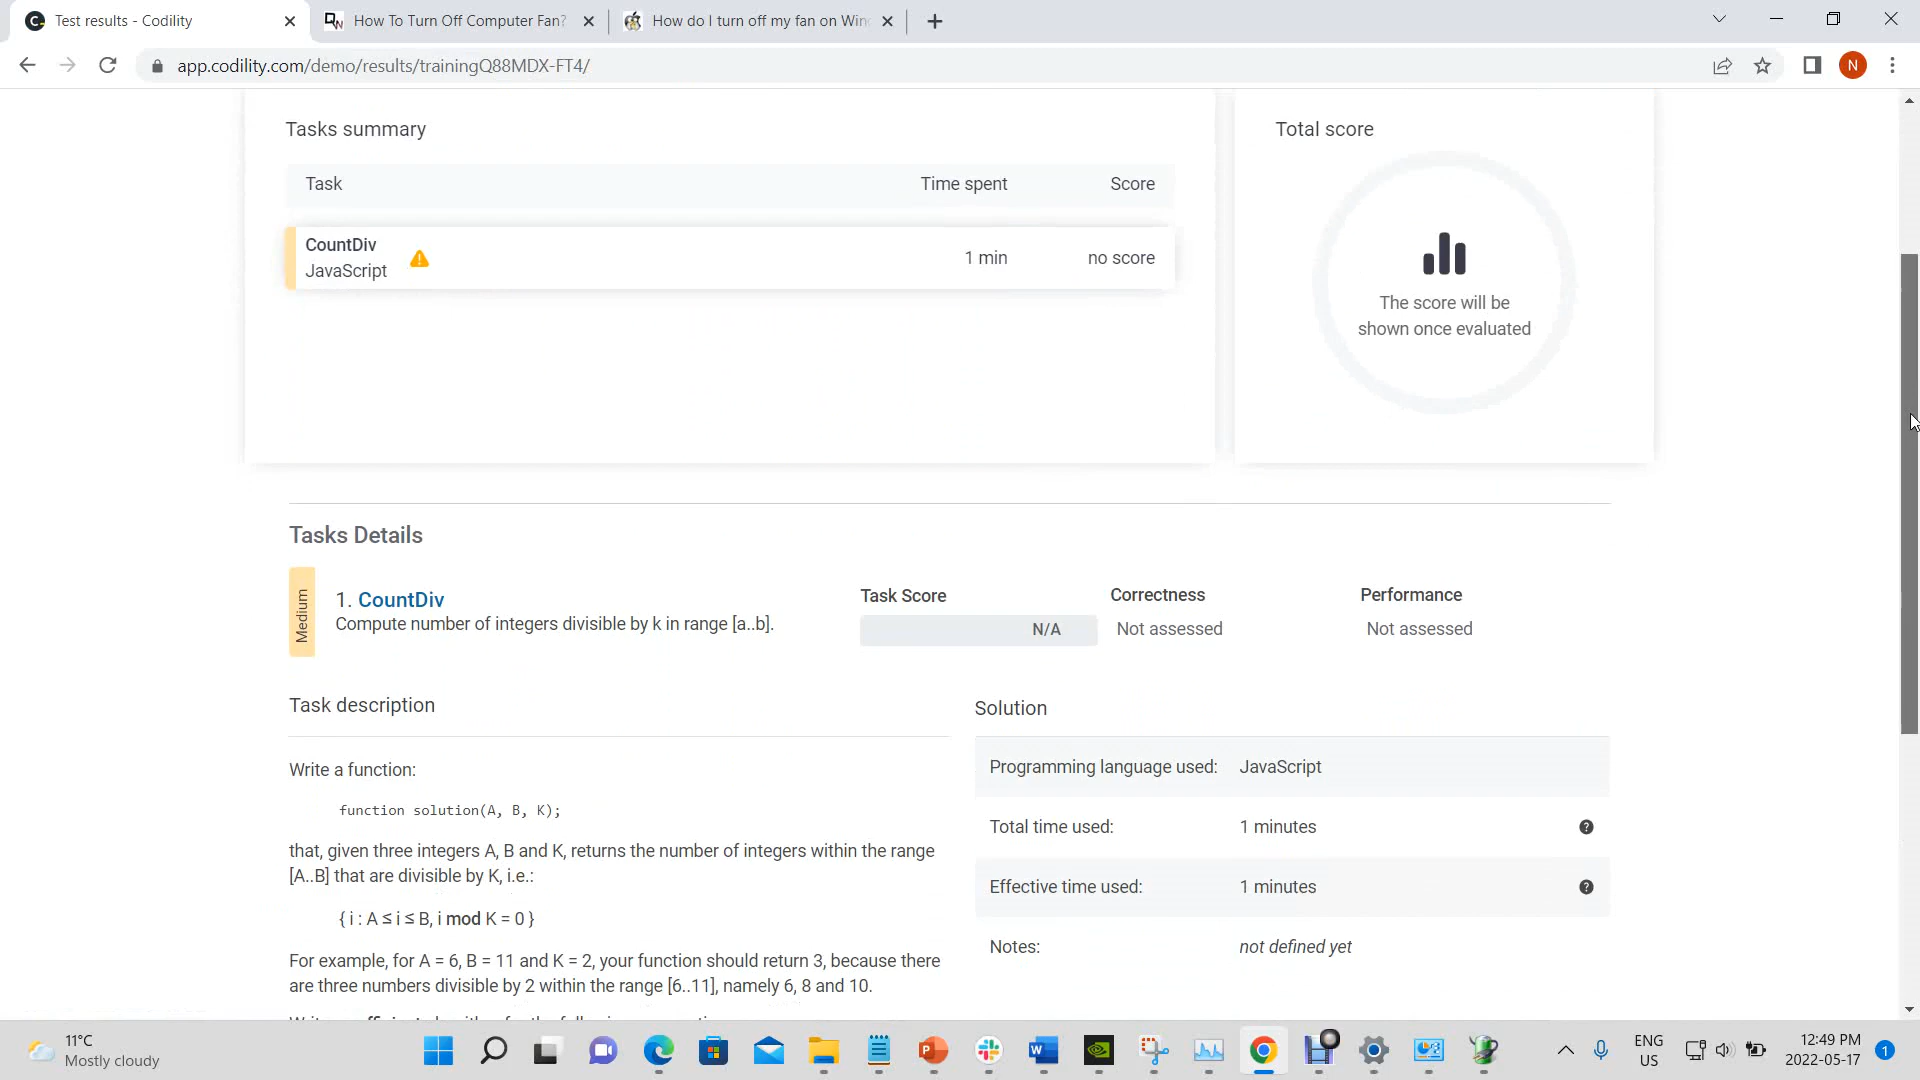 Test results - Codility
How To Turn Off Computer Fan?
How do I turn off my fan on Win
app.codility.com/demo/results/trainingQ88MDX-FT4/
N
Tasks summary
Total score
Task Time spent Score
CountDiv
JavaScript
1 min no score
The score will be
shown once evaluated
Tasks Details
Medium
1. CountDiv
Compute number of integers divisible by k in range [a..b].
Task Score
N/A
Correctness
Not assessed
Performance
Not assessed
Task description
Write a function:
function solution(A, B, K);
that, given three integers A, B and K, returns the number of integers within the range
[A..B] that are divisible by K, i.e.:
{ i : A ≤ i ≤ B, i mod K = 0 }
For example, for A = 6, B = 11 and K = 2, your function should return 3, because there
are three numbers divisible by 2 within the range [6..11], namely 6, 8 and 10.
Solution
Programming language used: JavaScript
Total time used: 1 minutes
Effective time used: 1 minutes
Notes: not defined yet
11°C
Mostly cloudy
ENG
US
12:49 PM
2022-05-17
1